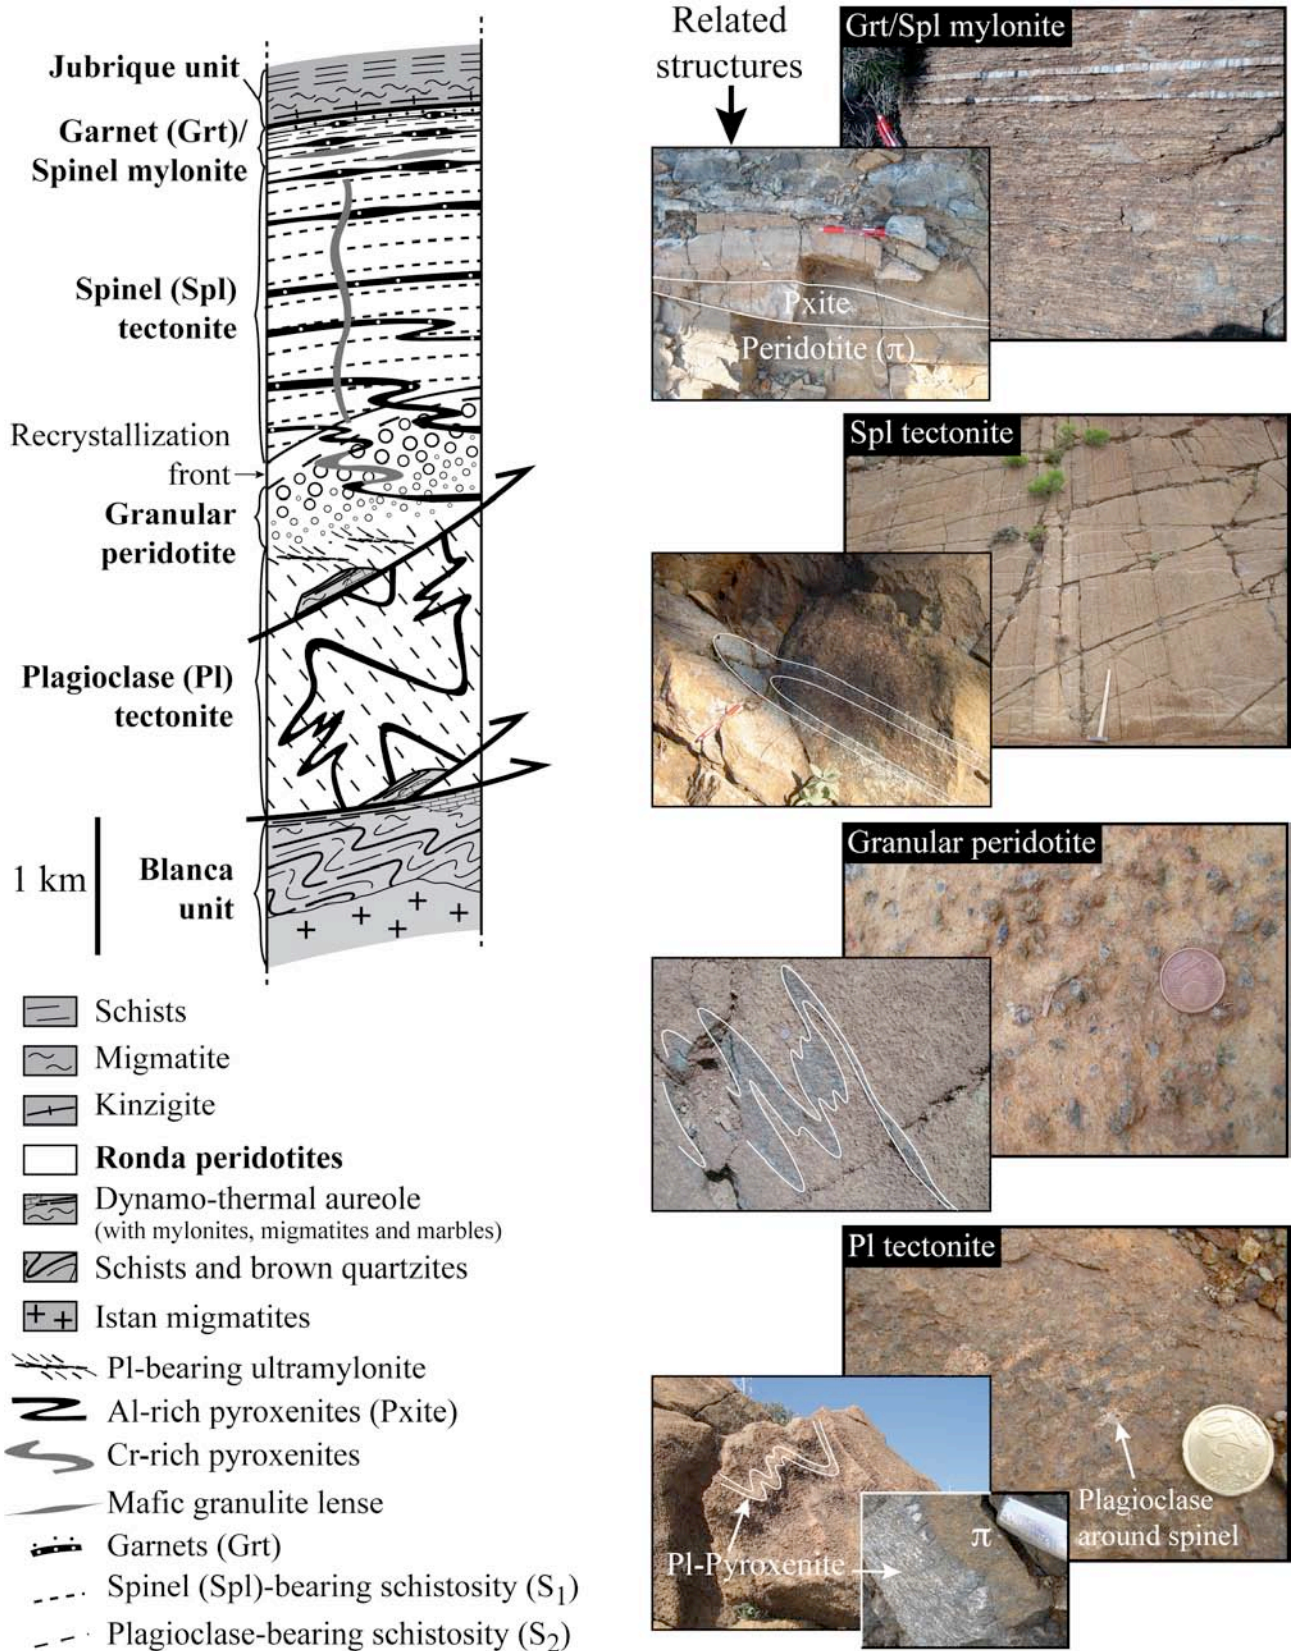 Jubrique unit
Garnet (Grt)/
Spinel mylonite
Spinel (Spl)
tectonite
Recrystallization
front
Granular
peridotite
Plagioclase (Pl)
tectonite
Blanca
unit
1 km
Schists
Migmatite
Kinzigite
Ronda peridotites
Dynamo-thermal aureole
(with mylonites, migmatites and marbles)
Schists and brown quartzites
Istan migmatites
Pl-bearing ultramylonite
Al-rich pyroxenites (Pxite)
Cr-rich pyroxenites
Mafic granulite lense
Garnets (Grt)
Spinel (Spl)-bearing schistosity (S₁)
Plagioclase-bearing schistosity (S₂)
Related
structures
Grt/Spl mylonite
Pxite
Peridotite (π)
Spl tectonite
Granular peridotite
Pl tectonite
Plagioclase
around spinel
π
Pl-Pyroxenite